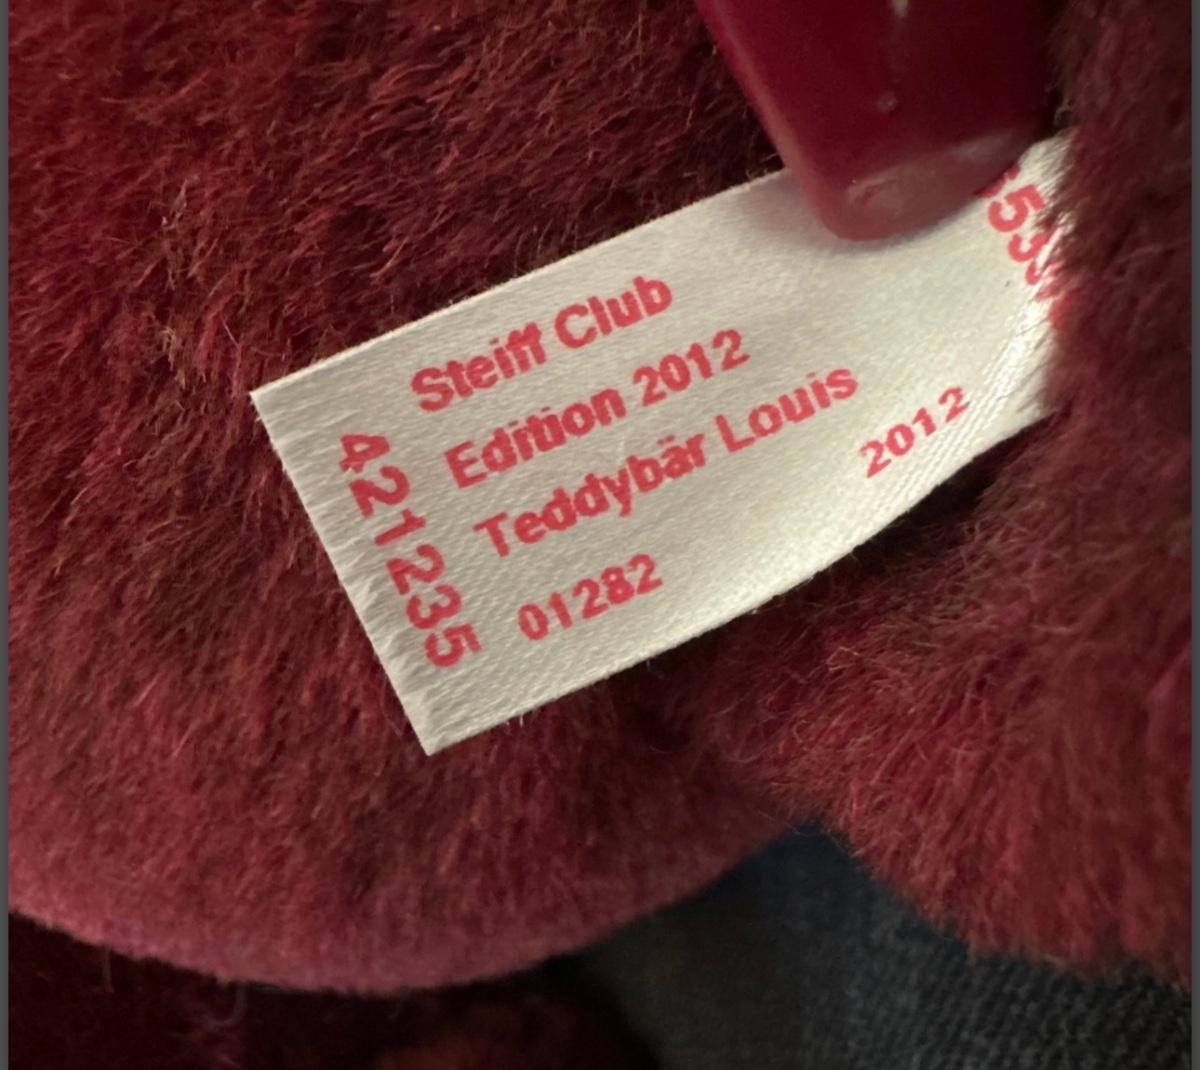 Steiff Club
Edition 2012
Teddybär Louis
01282
2012
421235